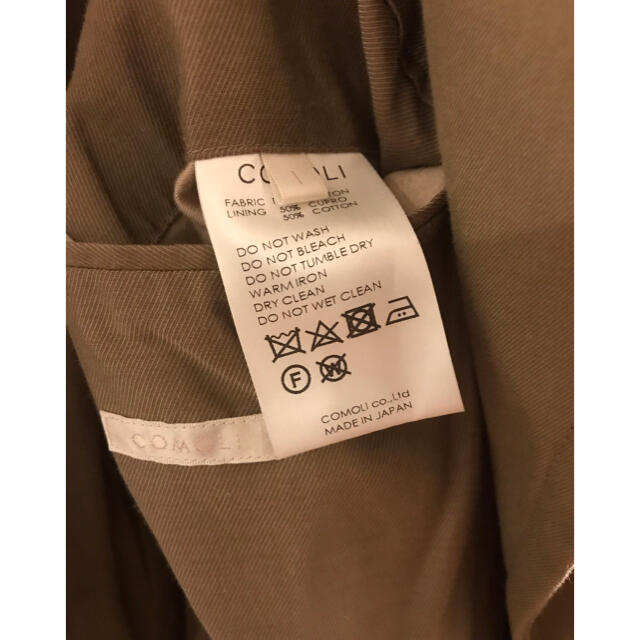 COMOLI
FABRIC
LINING 50% CUPRO
50% COTTON
DO NOT WASH
DO NOT BLEACH
DO NOT TUMBLE DRY
WARM IRON
DRY CLEAN
DO NOT WET CLEAN
F W
COMOLI co.,Ltd
MADE IN JAPAN
COMOLI